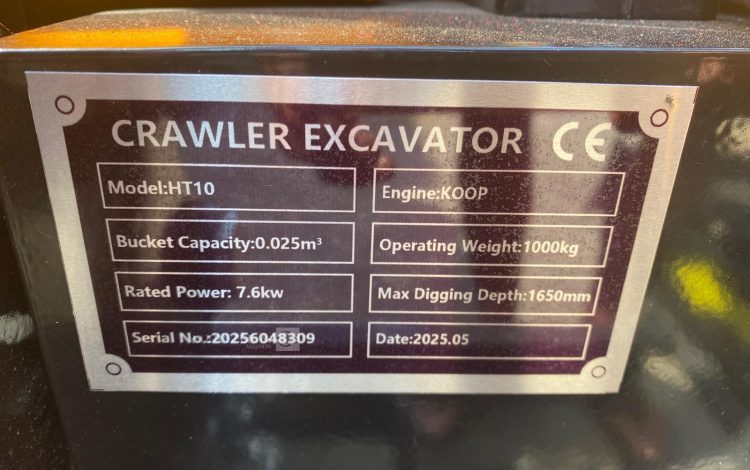 CRAWLER EXCAVATOR CE
Model:HT10
Engine:KOOP
Bucket Capacity:0.025m³
Operating Weight:1000kg
Rated Power: 7.6kw
Max Digging Depth:1650mm
Serial No.:20256048309
Date:2025.05